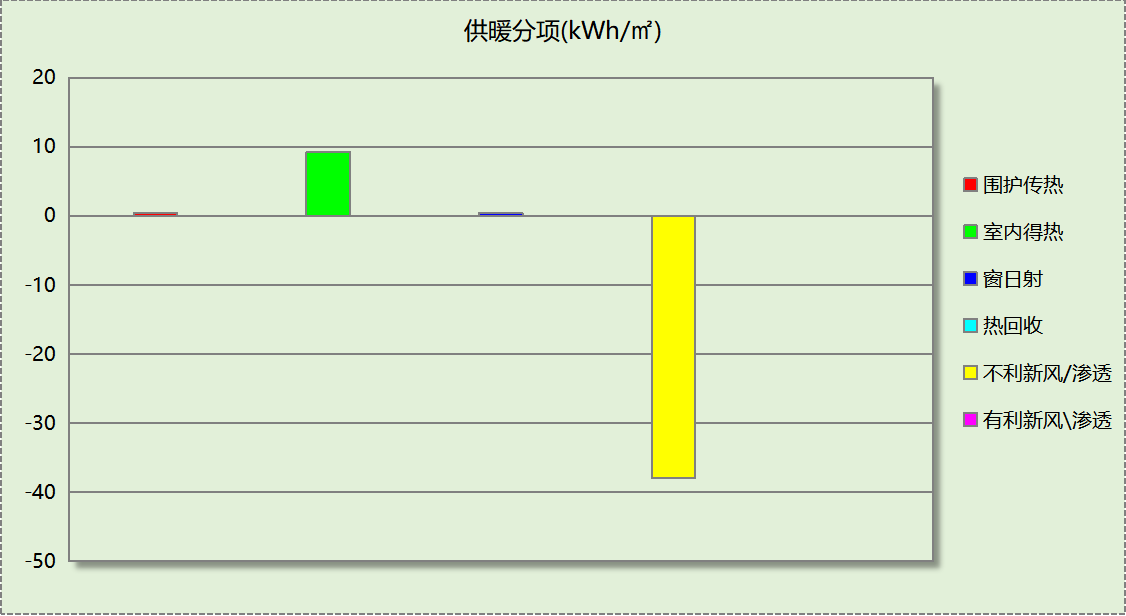 供暖分项(kWh/㎡)
20
10
0
-10
-20
-30
-40
-50
围护传热
室内得热
窗日射
热回收
不利新风/渗透
有利新风\渗透